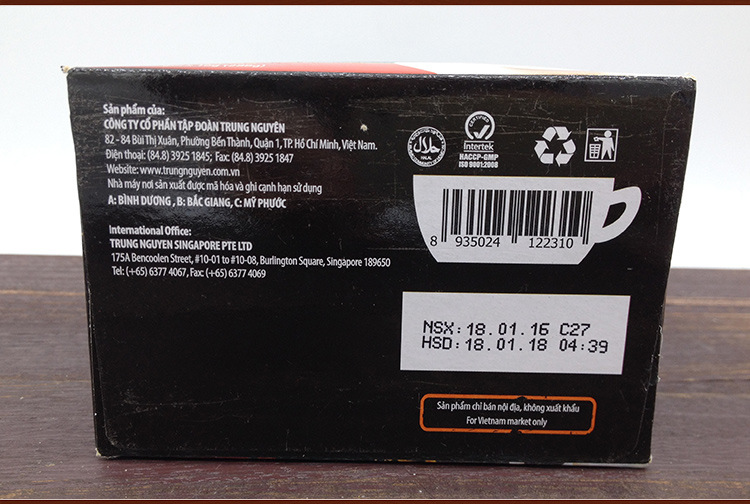 Sản phẩm của:
CÔNG TY CỔ PHẦN TẬP ĐOÀN TRUNG NGUYÊN
82 - 84 Bùi Thị Xuân, Phường Bến Thành, Quận 1, TP. Hồ Chí Minh, Việt Nam.
Điện thoại: (84.8) 3925 1845; Fax: (84.8) 3925 1847
Website: www.trungnguyen.com.vn
Nhà máy nơi sản xuất được mã hóa và ghi cạnh hạn sử dụng
A: BÌNH DƯƠNG , B: BẮC GIANG, C: MỸ PHƯỚC
International Office:
TRUNG NGUYEN SINGAPORE PTE LTD
175A Bencoolen Street, #10-01 to #10-08, Burlington Square, Singapore 189650
Tel: (+65) 6377 4067, Fax: (+65) 6377 4069
حلال
HALAL
CERTIFIED
Intertek
HACCP-GMP
ISO 9001:2008
8 935024 122310
NSX: 18.01.16 C27
HSD: 18.01.18 04:39
Sản phẩm chỉ bán nội địa, không xuất khẩu
For Vietnam market only